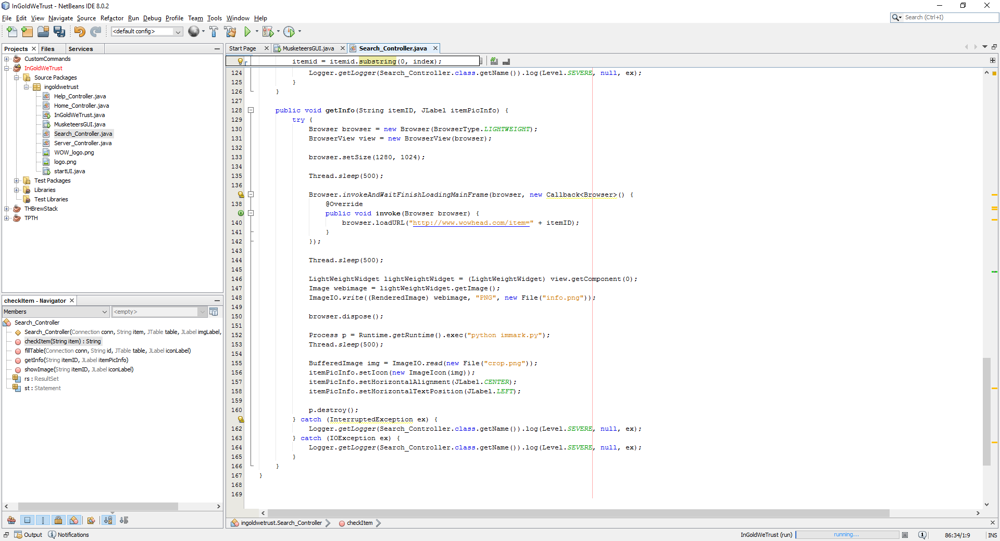 InGoldWeTrust - NetBeans IDE 8.0.2
File Edit View Navigate Source Refactor Run Debug Profile Team Tools Window Help
Search (Ctrl+I)
<default config>
Projects Files Services
CustomCommands
InGoldWeTrust
Source Packages
ingoldwetrust
Help_Controller.java
Home_Controller.java
InGoldWeTrust.java
MusketeersGUI.java
Search_Controller.java
Server_Controller.java
WOW_logo.png
logo.png
startUI.java
Test Packages
Libraries
Test Libraries
THBrewStack
TPTH
checkItem - Navigator
Members <empty>
Search_Controller
Search_Controller(Connection conn, String item, JTable table, JLabel imgLabel,
checkItem(String item) : String
fillTable(Connection conn, String id, JTable table, JLabel iconLabel)
getInfo(String itemID, JLabel itemPicInfo)
showImage(String itemID, JLabel iconLabel)
rs : ResultSet
st : Statement
Start Page MusketeersGUI.java Search_Controller.java
itemid = itemid.substring(0, index);
124 Logger.getLogger(Search_Controller.class.getName()).log(Level.SEVERE, null, ex);
125 }
126 }
127
128 public void getInfo(String itemID, JLabel itemPicInfo) {
129 try {
130 Browser browser = new Browser(BrowserType.LIGHTWEIGHT);
131 BrowserView view = new BrowserView(browser);
132
133 browser.setSize(1280, 1024);
134
135 Thread.sleep(500);
136
Browser.invokeAndWaitFinishLoadingMainFrame(browser, new Callback<Browser>() {
138 @Override
public void invoke(Browser browser) {
140 browser.loadURL("http://www.wowhead.com/item=" + itemID);
141 }
142 });
143
144 Thread.sleep(500);
145
146 LightWeightWidget lightWeightWidget = (LightWeightWidget) view.getComponent(0);
147 Image webimage = lightWeightWidget.getImage();
148 ImageIO.write((RenderedImage) webimage, "PNG", new File("info.png"));
149
150 browser.dispose();
151
152 Process p = Runtime.getRuntime().exec("python immark.py");
153 Thread.sleep(500);
154
155 BufferedImage img = ImageIO.read(new File("crop.png"));
156 itemPicInfo.setIcon(new ImageIcon(img));
157 itemPicInfo.setHorizontalAlignment(JLabel.CENTER);
158 itemPicInfo.setHorizontalTextPosition(JLabel.LEFT);
159
160 p.destroy();
} catch (InterruptedException ex) {
162 Logger.getLogger(Search_Controller.class.getName()).log(Level.SEVERE, null, ex);
163 } catch (IOException ex) {
164 Logger.getLogger(Search_Controller.class.getName()).log(Level.SEVERE, null, ex);
165 }
166 }
167 }
168
169
ingoldwetrust.Search_Controller checkItem
Output Notifications
InGoldWeTrust (run) running... 1 86:34/1:9 INS